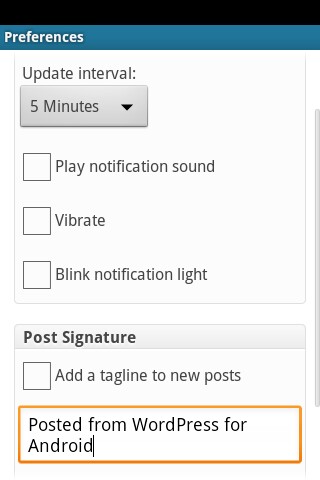 Preferences
Update interval:
5 Minutes
Play notification sound
Vibrate
Blink notification light
Post Signature
Add a tagline to new posts
Posted from WordPress for
Android